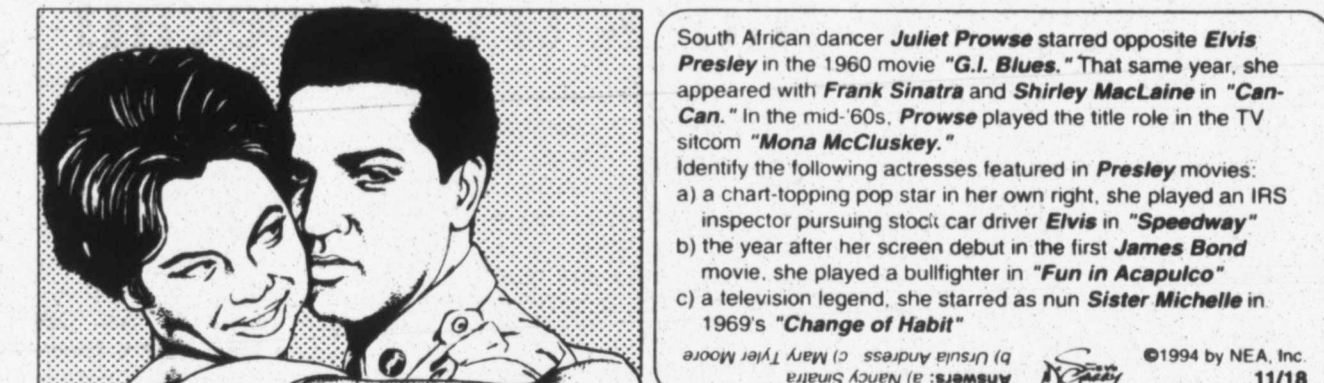 South African dancer Juliet Prowse starred opposite Elvis
Presley in the 1960 movie "G.I. Blues." That same year, she
appeared with Frank Sinatra and Shirley MacLaine in "Can-
Can." In the mid-'60s, Prowse played the title role in the TV
sitcom "Mona McCluskey."
Identify the following actresses featured in Presley movies:
a) a chart-topping pop star in her own right, she played an IRS
inspector pursuing stock car driver Elvis in "Speedway"
b) the year after her screen debut in the first James Bond
movie, she played a bullfighter in "Fun in Acapulco"
c) a television legend, she starred as nun Sister Michelle in
1969's "Change of Habit"
Answers: a) Nancy Sinatra
b) Ursula Andress c) Mary Tyler Moore
©1994 by NEA, Inc.
11/18